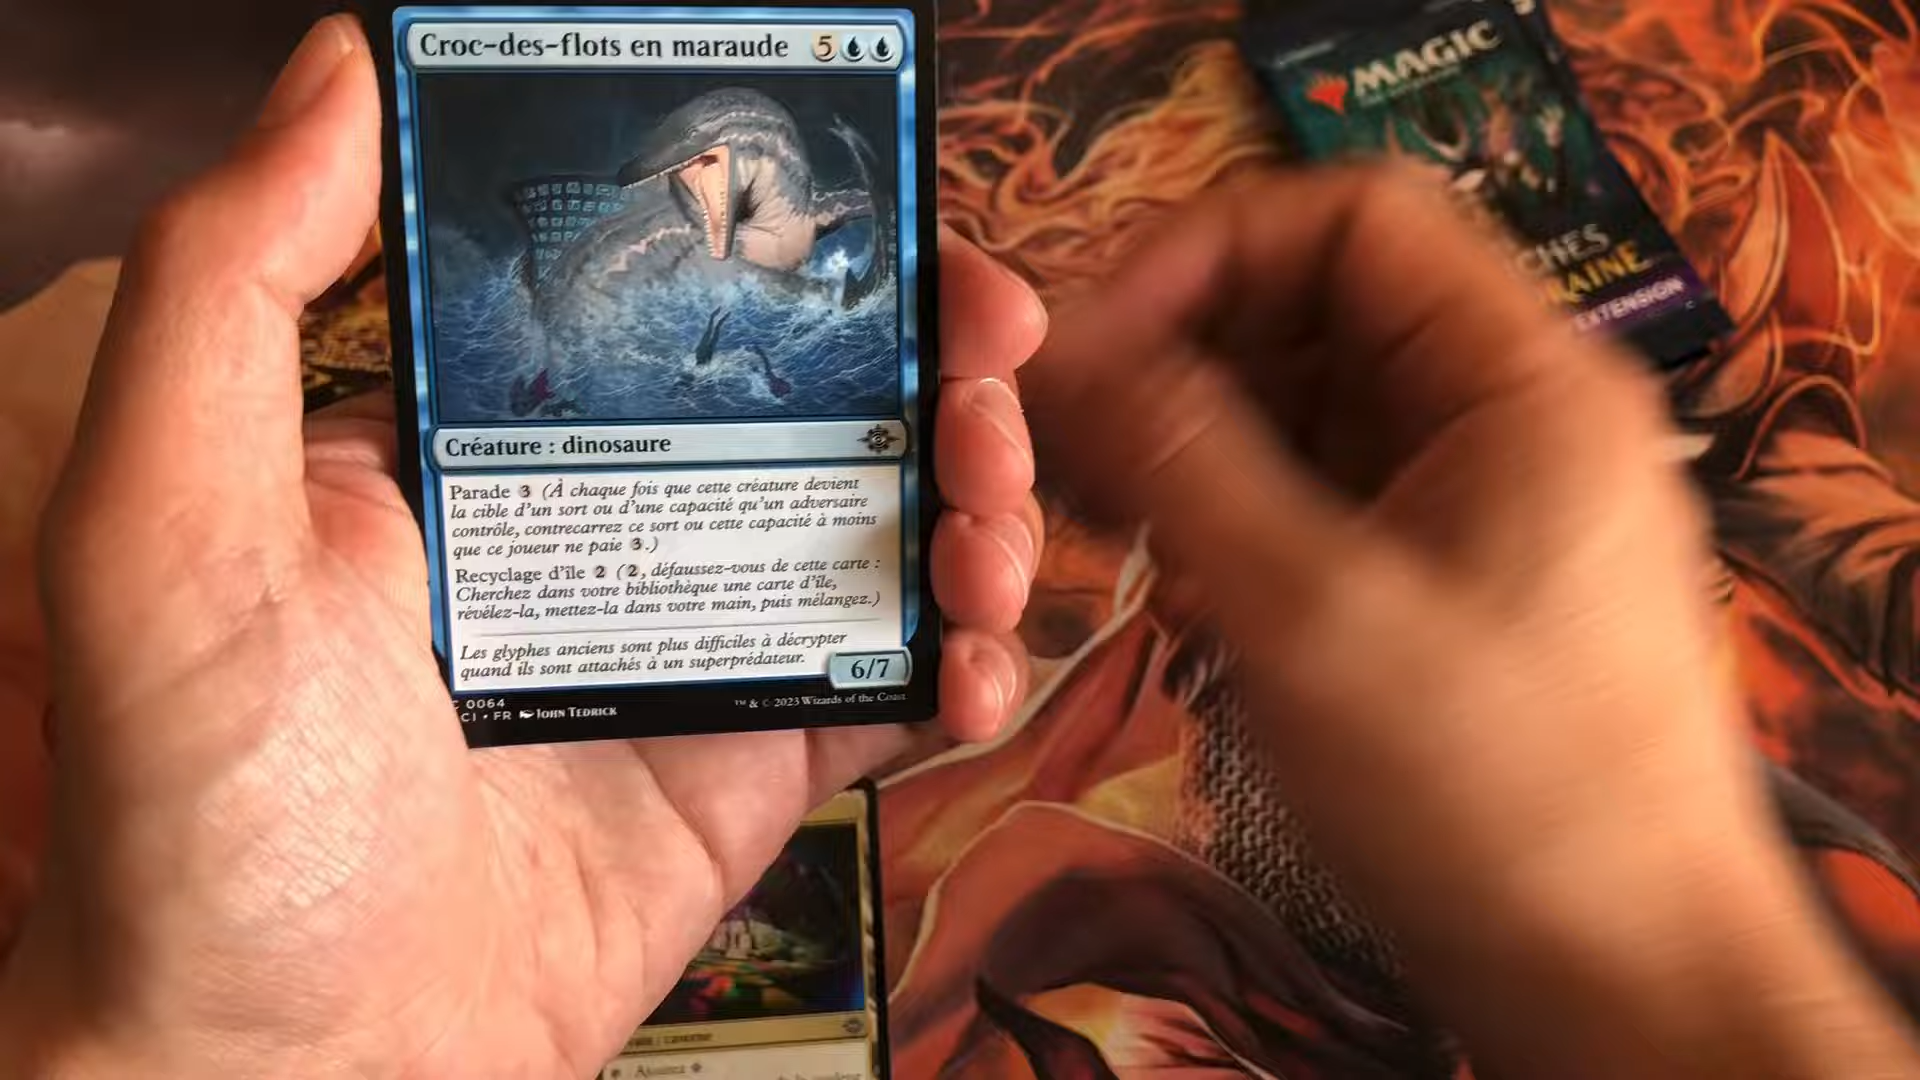 Croc-des-flots en maraude 5
Créature : dinosaure
Parade 3 (À chaque fois que cette créature devient
la cible d'un sort ou d'une capacité qu'un adversaire
contrôle, contrecarrez ce sort ou cette capacité à moins
que ce joueur ne paie 3.)
Recyclage d'île 2 (2, défaussez-vous de cette carte :
Cherchez dans votre bibliothèque une carte d'île,
révélez-la, mettez-la dans votre main, puis mélangez.)
Les glyphes anciens sont plus difficiles à décrypter
quand ils sont attachés à un superprédateur.
6/7
C 0064
CI • FR JOHN TEDRICK
™ & © 2023 Wizards of the Coast
MAGIC
CHES
RAINE
EXTENSION
Ajoutez